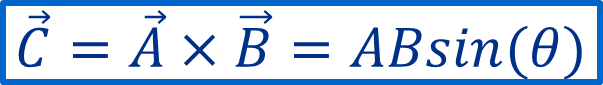 C⃗ = A⃗ × B⃗ = ABsin(θ)